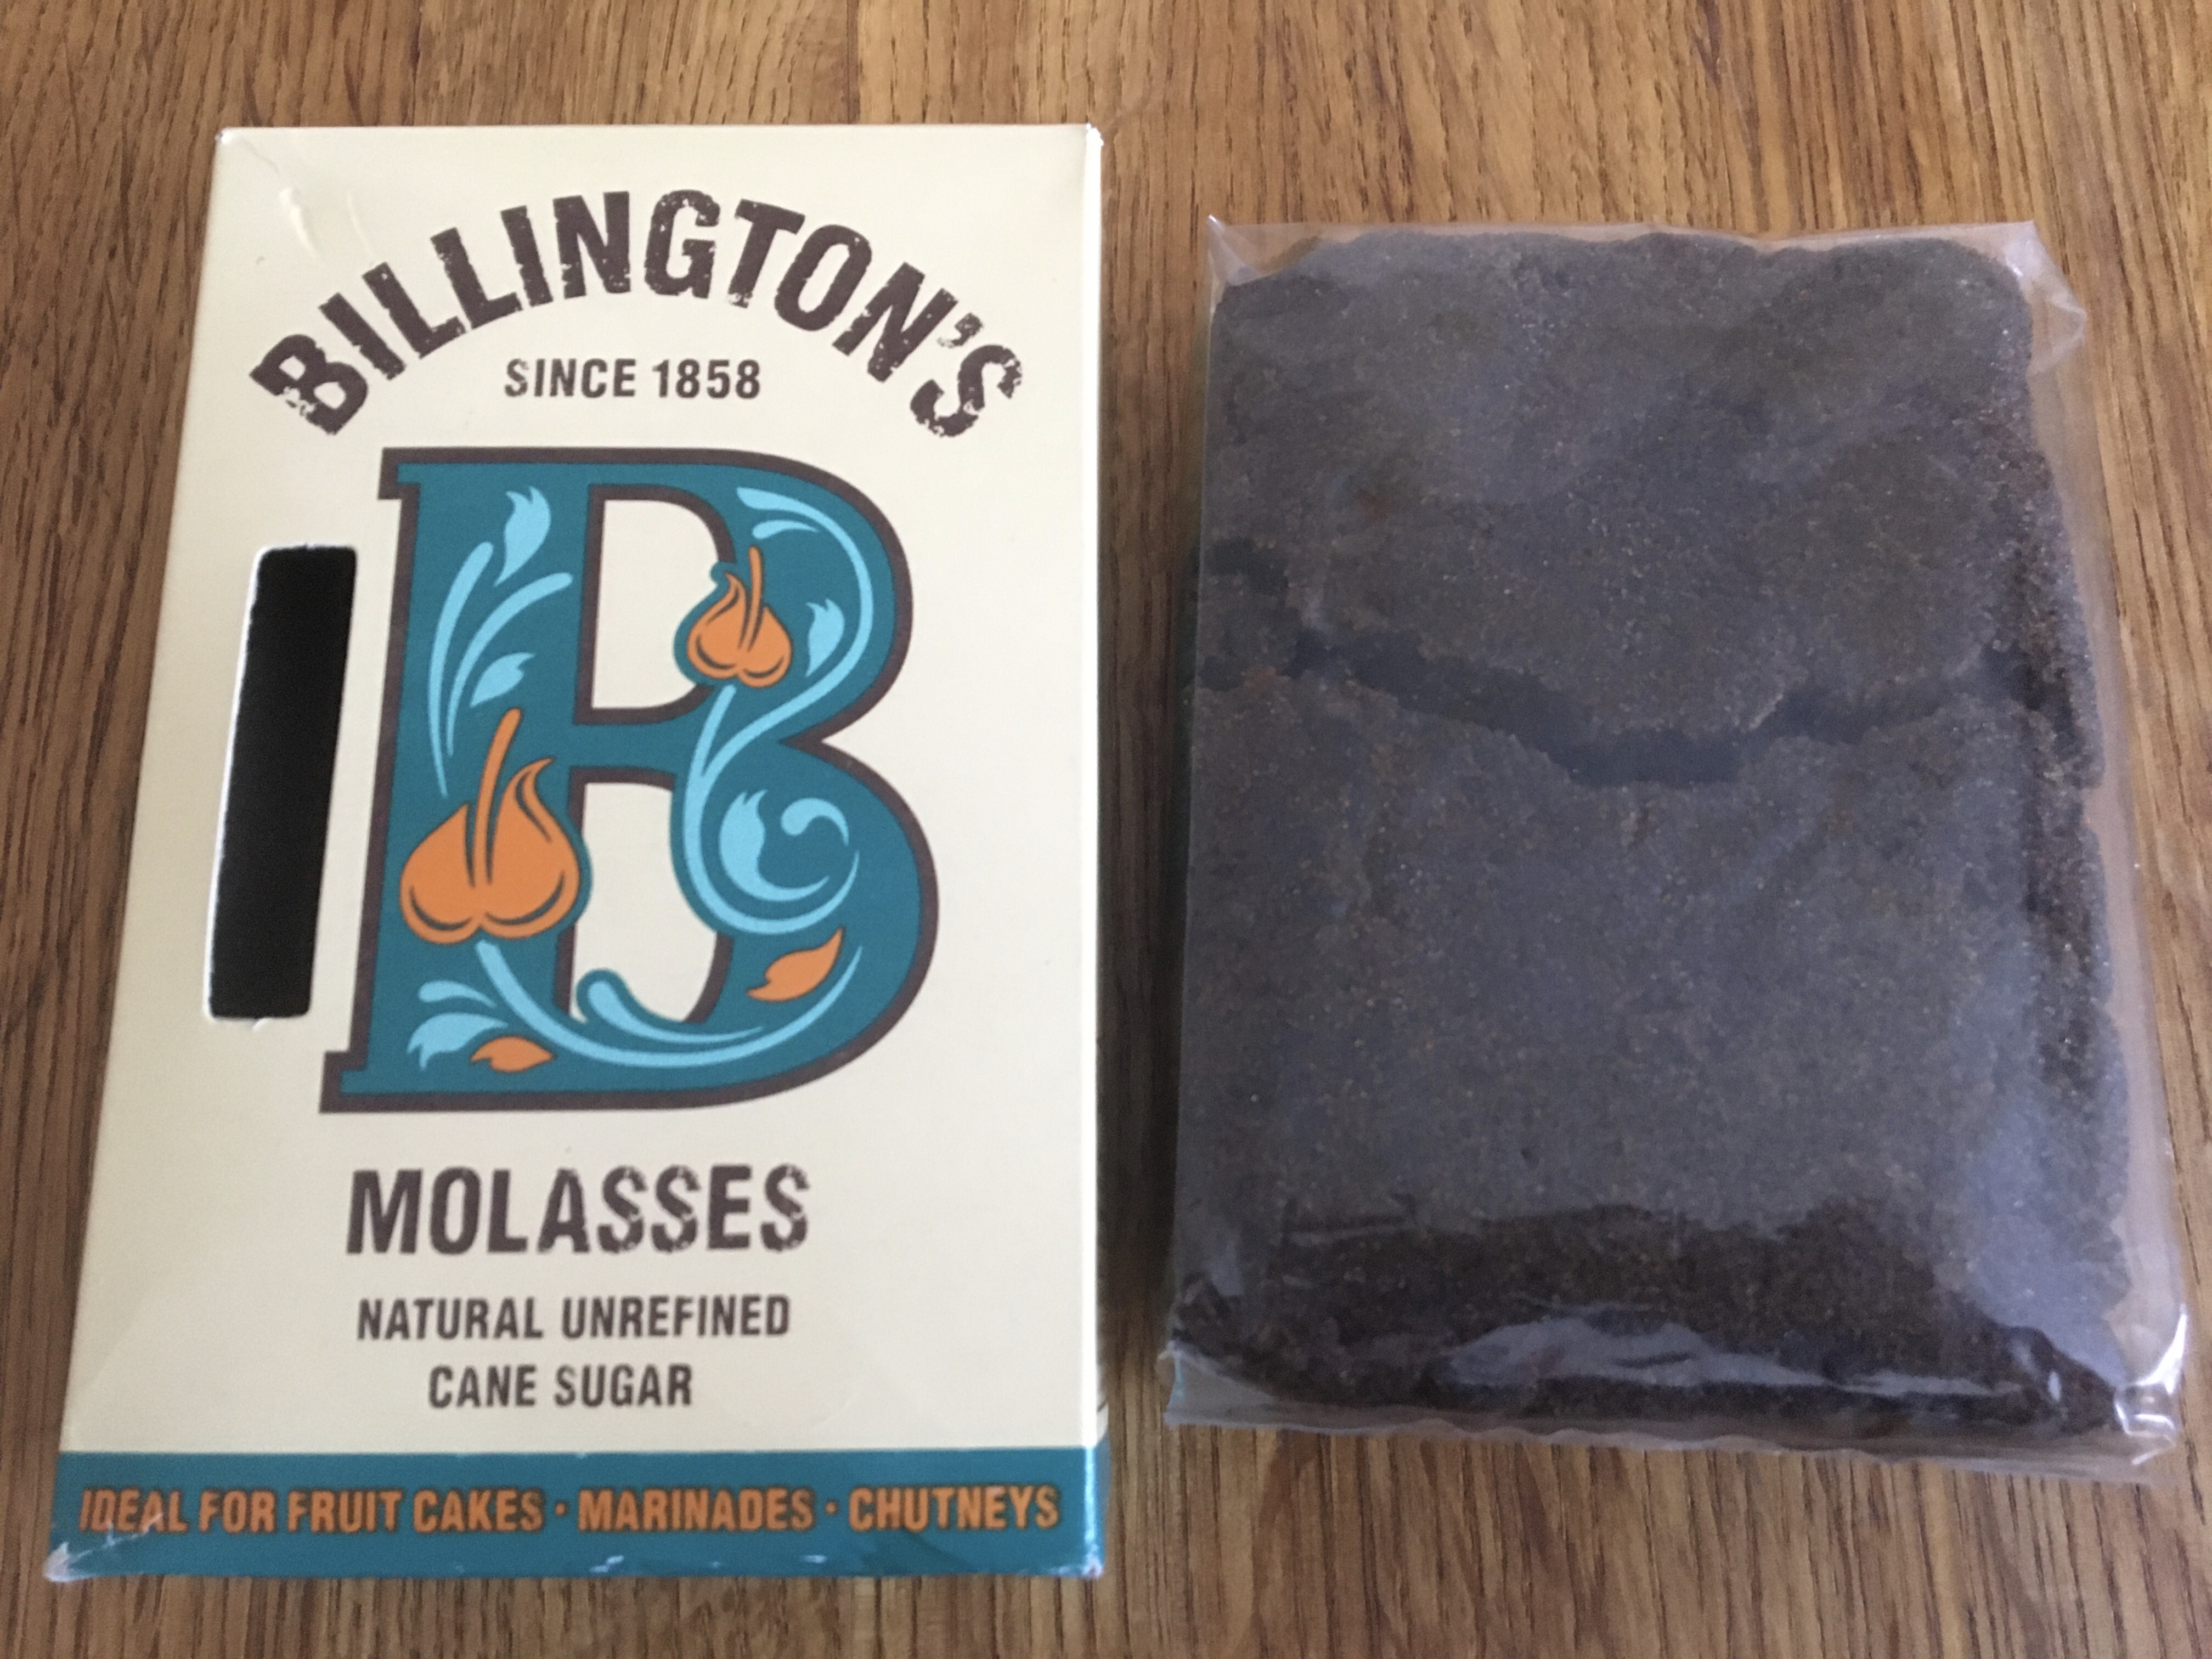 BILLINGTON'S
SINCE 1858
B
MOLASSES
NATURAL UNREFINED
CANE SUGAR
IDEAL FOR FRUIT CAKES · MARINADES · CHUTNEYS